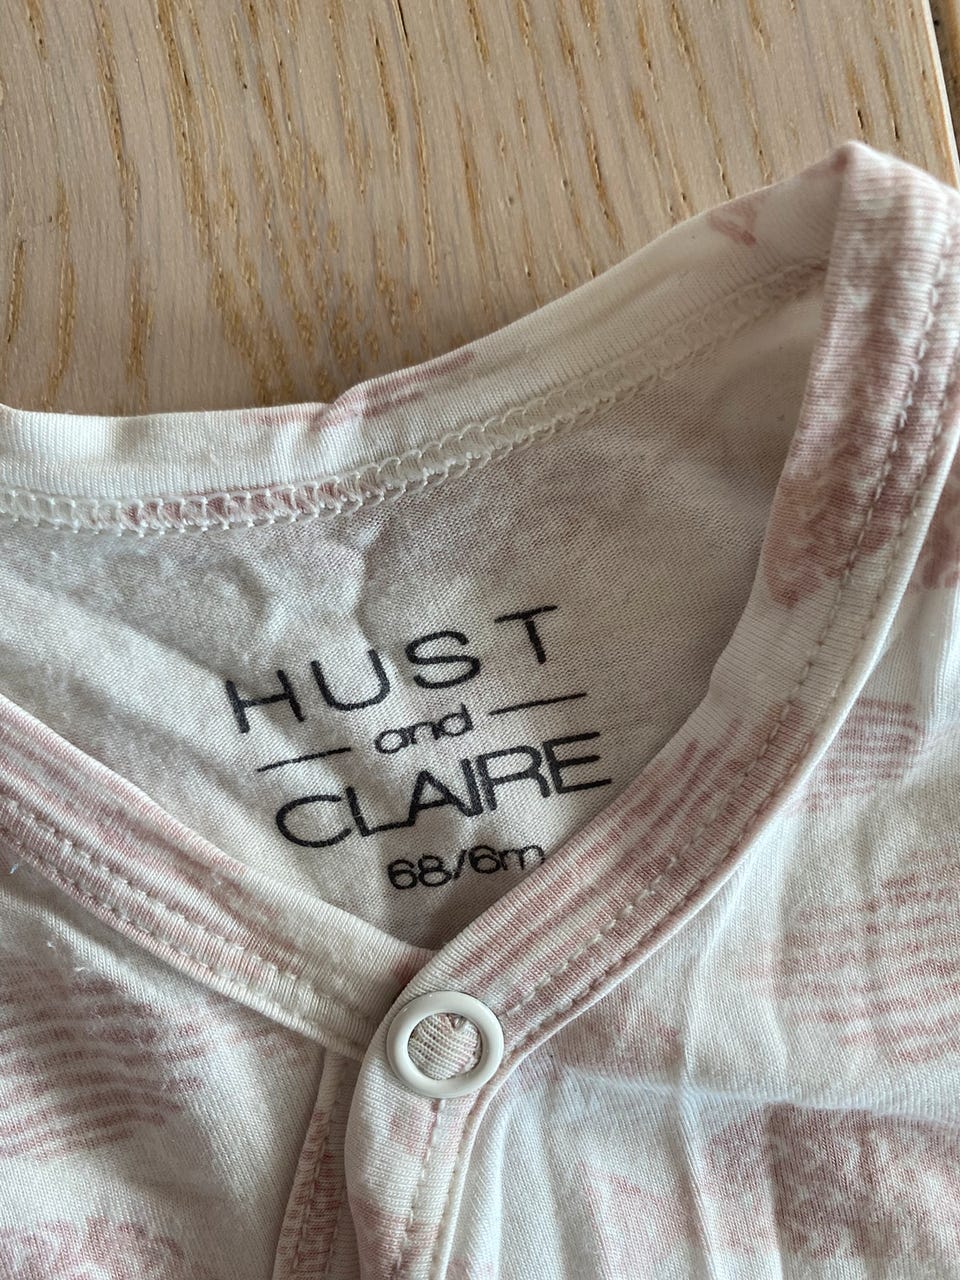 HUST
and
CLAIRE
68/6m